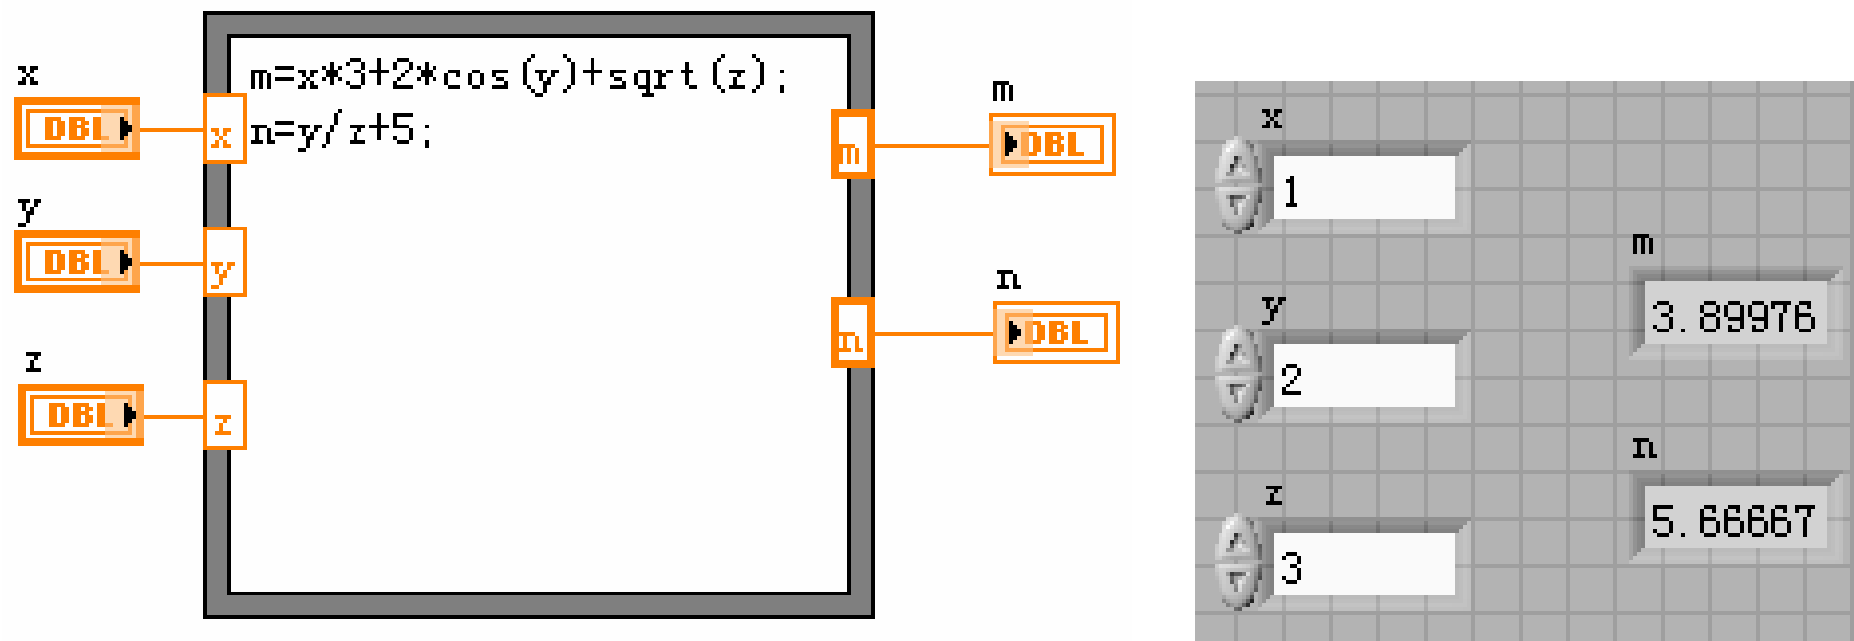 x
DBL
x
y
DBL
y
z
DBL
z
m=x*3+2*cos(y)+sqrt(z);
n=y/z+5;
m
m
DBL
n
n
DBL
x
1
y
2
z
3
m
3.89976
n
5.66667